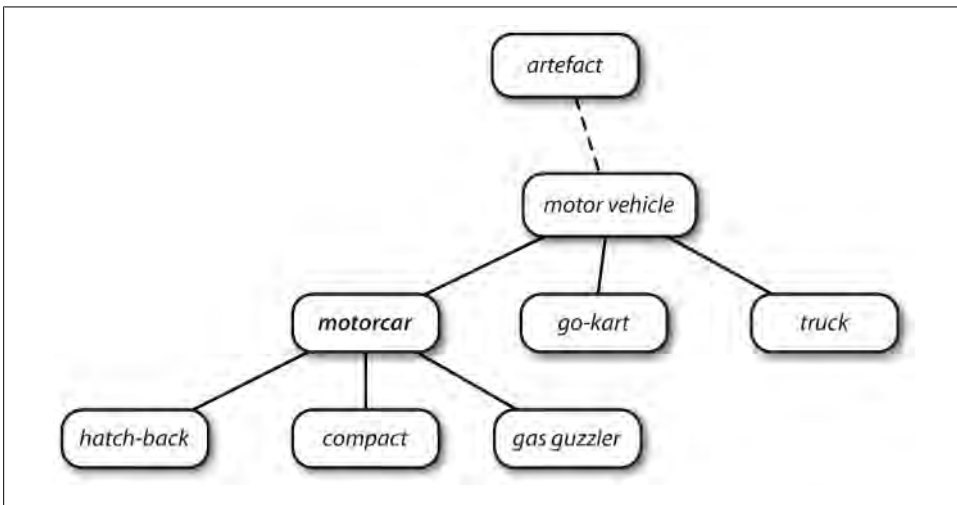 artefact
motor vehicle
motorcar
go-kart
truck
hatch-back
compact
gas guzzler